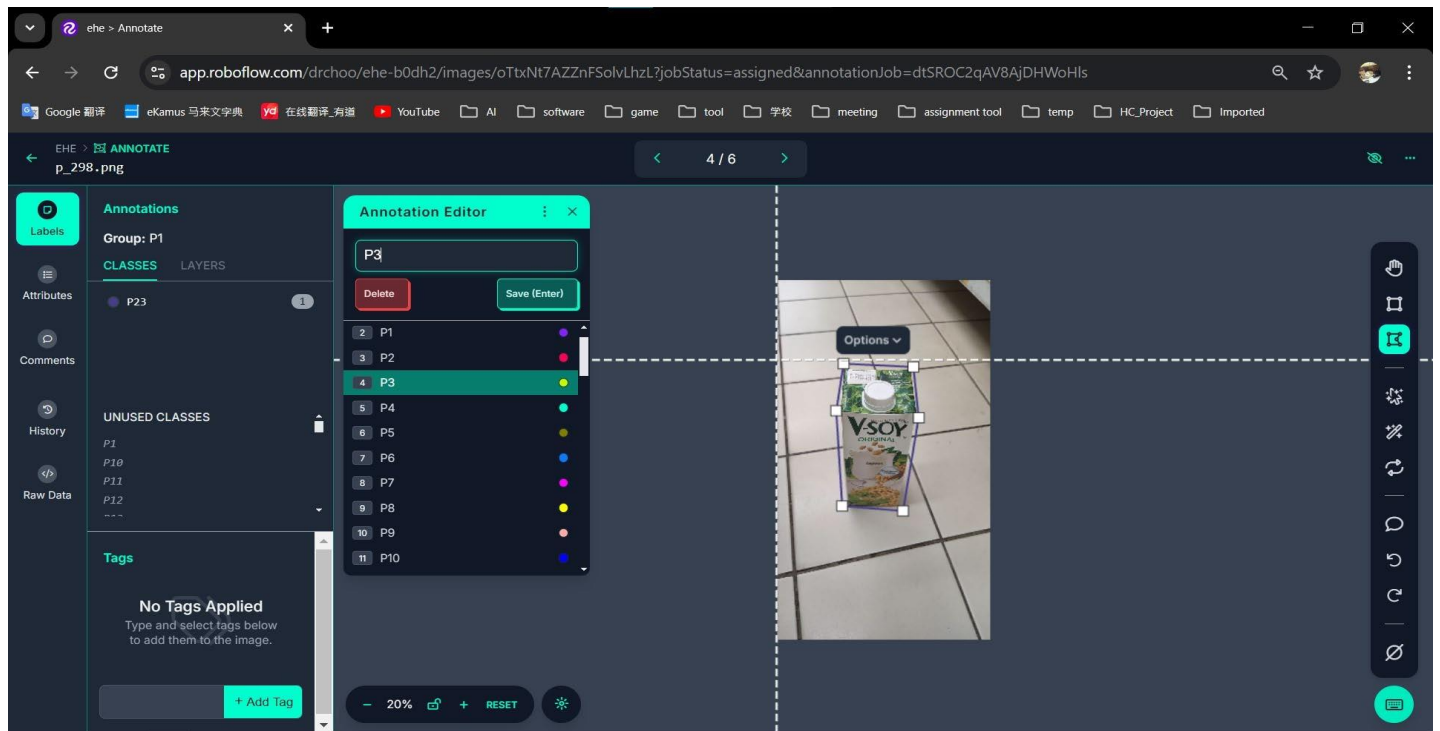 ehe > Annotate
app.roboflow.com/drchoo/ehe-b0dh2/images/oTtxNt7AZZnFSolvLhzL?jobStatus=assigned&annotationJob=dtSROC2qAV8AjDHWoHls
Google 翻译 eKamus 马来文字典 yd 在线翻译_有道 YouTube AI software game tool 学校 meeting assignment tool temp HC_Project Imported
EHE > ANNOTATE
p_298.png
4 / 6
Labels
Attributes
Comments
History
Raw Data
Annotations
Group: P1
CLASSES LAYERS
P23 1
UNUSED CLASSES
P1
P10
P11
P12
Tags
No Tags Applied
Type and select tags below
to add them to the image.
+ Add Tag
Annotation Editor
P3
Delete Save (Enter)
2 P1
3 P2
4 P3
5 P4
6 P5
7 P6
8 P7
9 P8
10 P9
11 P10
Options
V-SOY
ORIGINAL
20% + RESET